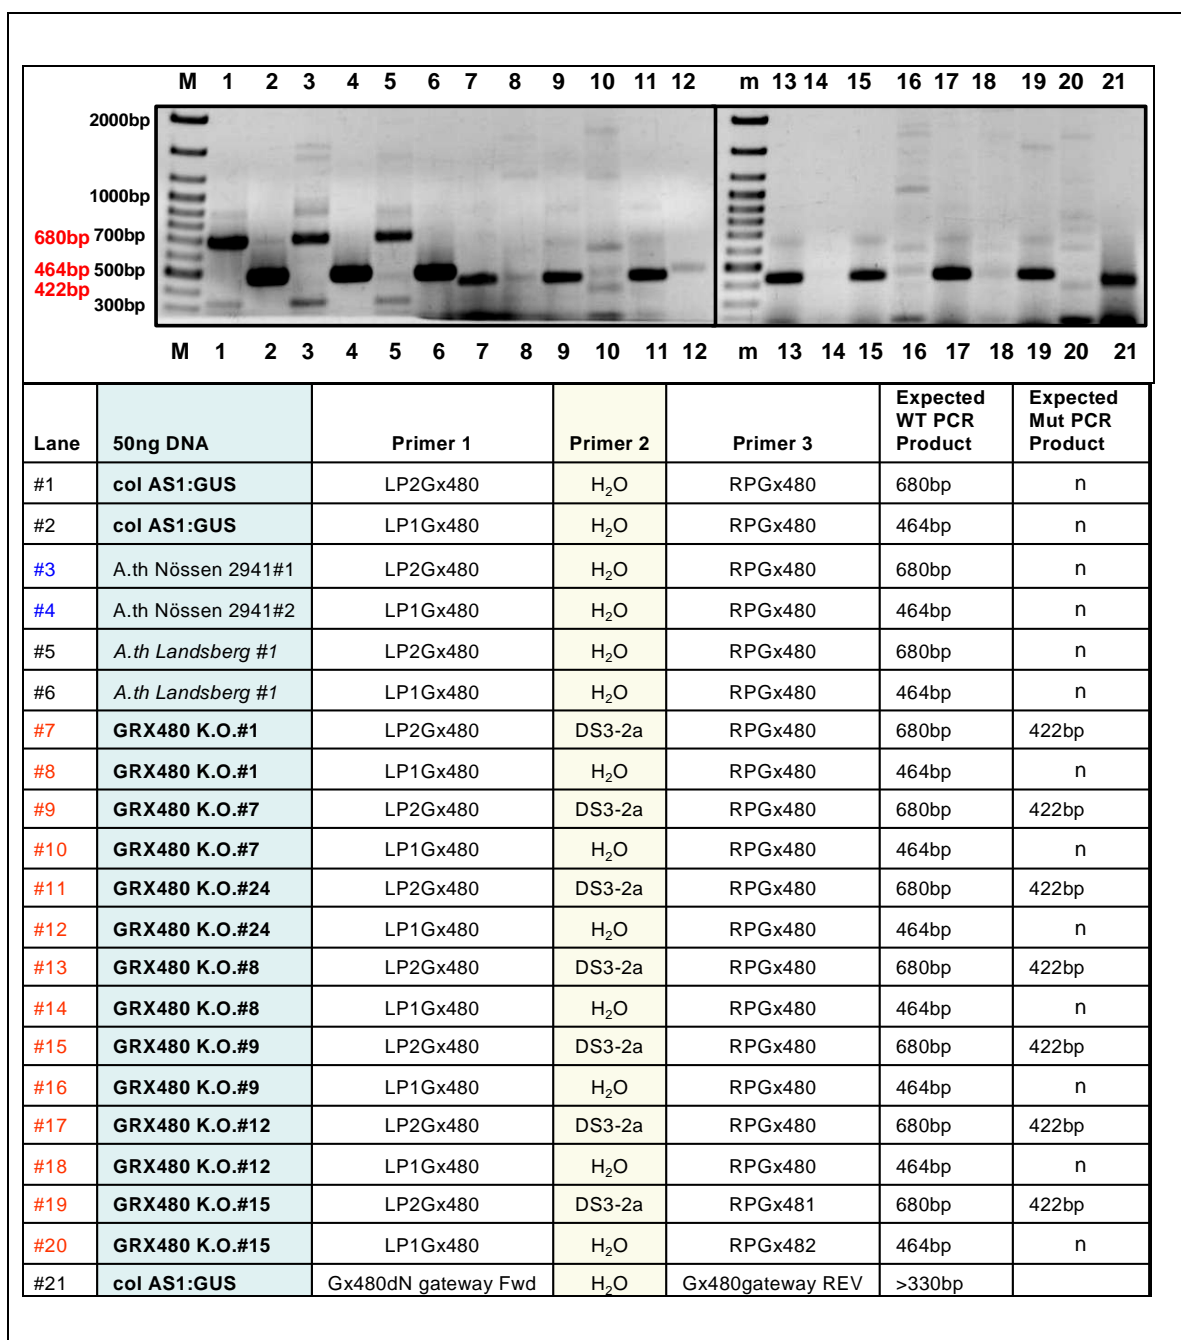 M 1 2 3 4 5 6 7 8 9 10 11 12 m 13 14 15 16 17 18 19 20 21
2000bp
1000bp
680bp 700bp
464bp 500bp
422bp
300bp
M 1 2 3 4 5 6 7 8 9 10 11 12 m 13 14 15 16 17 18 19 20 21
Lane 50ng DNA Primer 1 Primer 2 Primer 3 Expected WT PCR Product Expected Mut PCR Product
#1 col AS1:GUS LP2Gx480 H₂O RPGx480 680bp n
#2 col AS1:GUS LP1Gx480 H₂O RPGx480 464bp n
#3 A.th Nössen 2941#1 LP2Gx480 H₂O RPGx480 680bp n
#4 A.th Nössen 2941#2 LP1Gx480 H₂O RPGx480 464bp n
#5 A.th Landsberg #1 LP2Gx480 H₂O RPGx480 680bp n
#6 A.th Landsberg #1 LP1Gx480 H₂O RPGx480 464bp n
#7 GRX480 K.O.#1 LP2Gx480 DS3-2a RPGx480 680bp 422bp
#8 GRX480 K.O.#1 LP1Gx480 H₂O RPGx480 464bp n
#9 GRX480 K.O.#7 LP2Gx480 DS3-2a RPGx480 680bp 422bp
#10 GRX480 K.O.#7 LP1Gx480 H₂O RPGx480 464bp n
#11 GRX480 K.O.#24 LP2Gx480 DS3-2a RPGx480 680bp 422bp
#12 GRX480 K.O.#24 LP1Gx480 H₂O RPGx480 464bp n
#13 GRX480 K.O.#8 LP2Gx480 DS3-2a RPGx480 680bp 422bp
#14 GRX480 K.O.#8 LP1Gx480 H₂O RPGx480 464bp n
#15 GRX480 K.O.#9 LP2Gx480 DS3-2a RPGx480 680bp 422bp
#16 GRX480 K.O.#9 LP1Gx480 H₂O RPGx480 464bp n
#17 GRX480 K.O.#12 LP2Gx480 DS3-2a RPGx480 680bp 422bp
#18 GRX480 K.O.#12 LP1Gx480 H₂O RPGx480 464bp n
#19 GRX480 K.O.#15 LP2Gx480 DS3-2a RPGx481 680bp 422bp
#20 GRX480 K.O.#15 LP1Gx480 H₂O RPGx482 464bp n
#21 col AS1:GUS Gx480dN gateway Fwd H₂O Gx480gateway REV >330bp